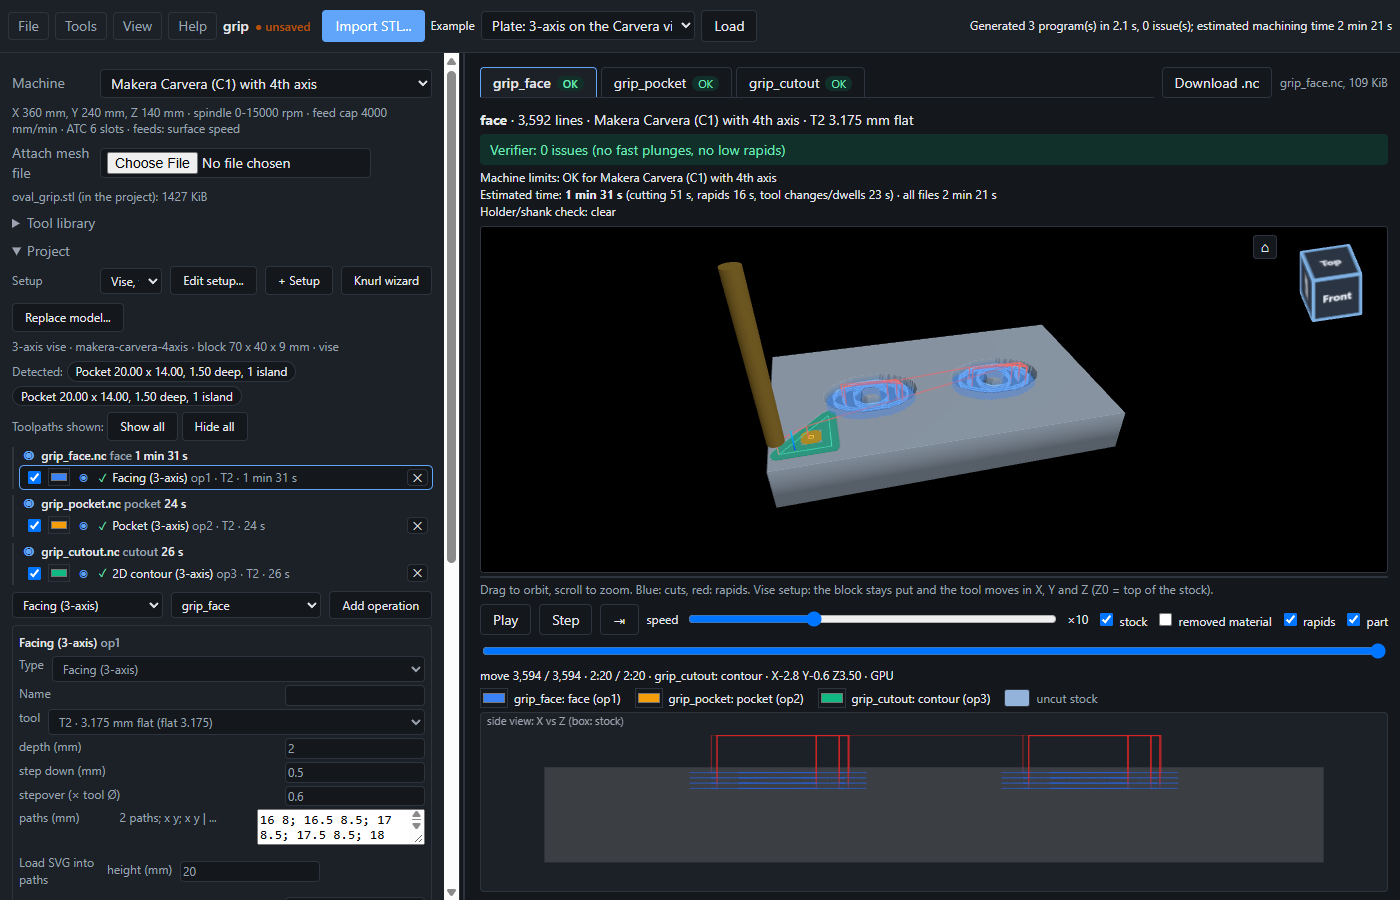 File Tools View Help grip • unsaved Import STL... Example Plate: 3-axis on the Carvera vi Load Generated 3 program(s) in 2.1 s, 0 issue(s); estimated machining time 2 min 21 s
Machine Makera Carvera (C1) with 4th axis
X 360 mm, Y 240 mm, Z 140 mm · spindle 0-15000 rpm · feed cap 4000
mm/min · ATC 6 slots · feeds: surface speed
Attach mesh file Choose File No file chosen
oval_grip.stl (in the project): 1427 KiB
Tool library
Project
Setup Vise, Edit setup... + Setup Knurl wizard
Replace model...
3-axis vise · makera-carvera-4axis · block 70 x 40 x 9 mm · vise
Detected: Pocket 20.00 x 14.00, 1.50 deep, 1 island
Pocket 20.00 x 14.00, 1.50 deep, 1 island
Toolpaths shown: Show all Hide all
grip_face.nc face 1 min 31 s
✓ Facing (3-axis) op1 · T2 · 1 min 31 s ✕
grip_pocket.nc pocket 24 s
✓ Pocket (3-axis) op2 · T2 · 24 s ✕
grip_cutout.nc cutout 26 s
✓ 2D contour (3-axis) op3 · T2 · 26 s ✕
Facing (3-axis) grip_face Add operation
Facing (3-axis) op1
Type Facing (3-axis)
Name
tool T2 · 3.175 mm flat (flat 3.175)
depth (mm) 2
step down (mm) 0.5
stepover (× tool Ø) 0.6
paths (mm) 2 paths; x y; x y | ... 16 8; 16.5 8.5; 17
8.5; 17.5 8.5; 18
Load SVG into paths height (mm) 20
grip_face OK grip_pocket OK grip_cutout OK Download .nc grip_face.nc, 109 KiB
face · 3,592 lines · Makera Carvera (C1) with 4th axis · T2 3.175 mm flat
Verifier: 0 issues (no fast plunges, no low rapids)
Machine limits: OK for Makera Carvera (C1) with 4th axis
Estimated time: 1 min 31 s (cutting 51 s, rapids 16 s, tool changes/dwells 23 s) · all files 2 min 21 s
Holder/shank check: clear
Top
Front
Drag to orbit, scroll to zoom. Blue: cuts, red: rapids. Vise setup: the block stays put and the tool moves in X, Y and Z (Z0 = top of the stock).
Play Step ⇥ speed ×10 stock removed material rapids part
move 3,594 / 3,594 · 2:20 / 2:20 · grip_cutout: contour · X-2.8 Y-0.6 Z3.50 · GPU
grip_face: face (op1) grip_pocket: pocket (op2) grip_cutout: contour (op3) uncut stock
side view: X vs Z (box: stock)